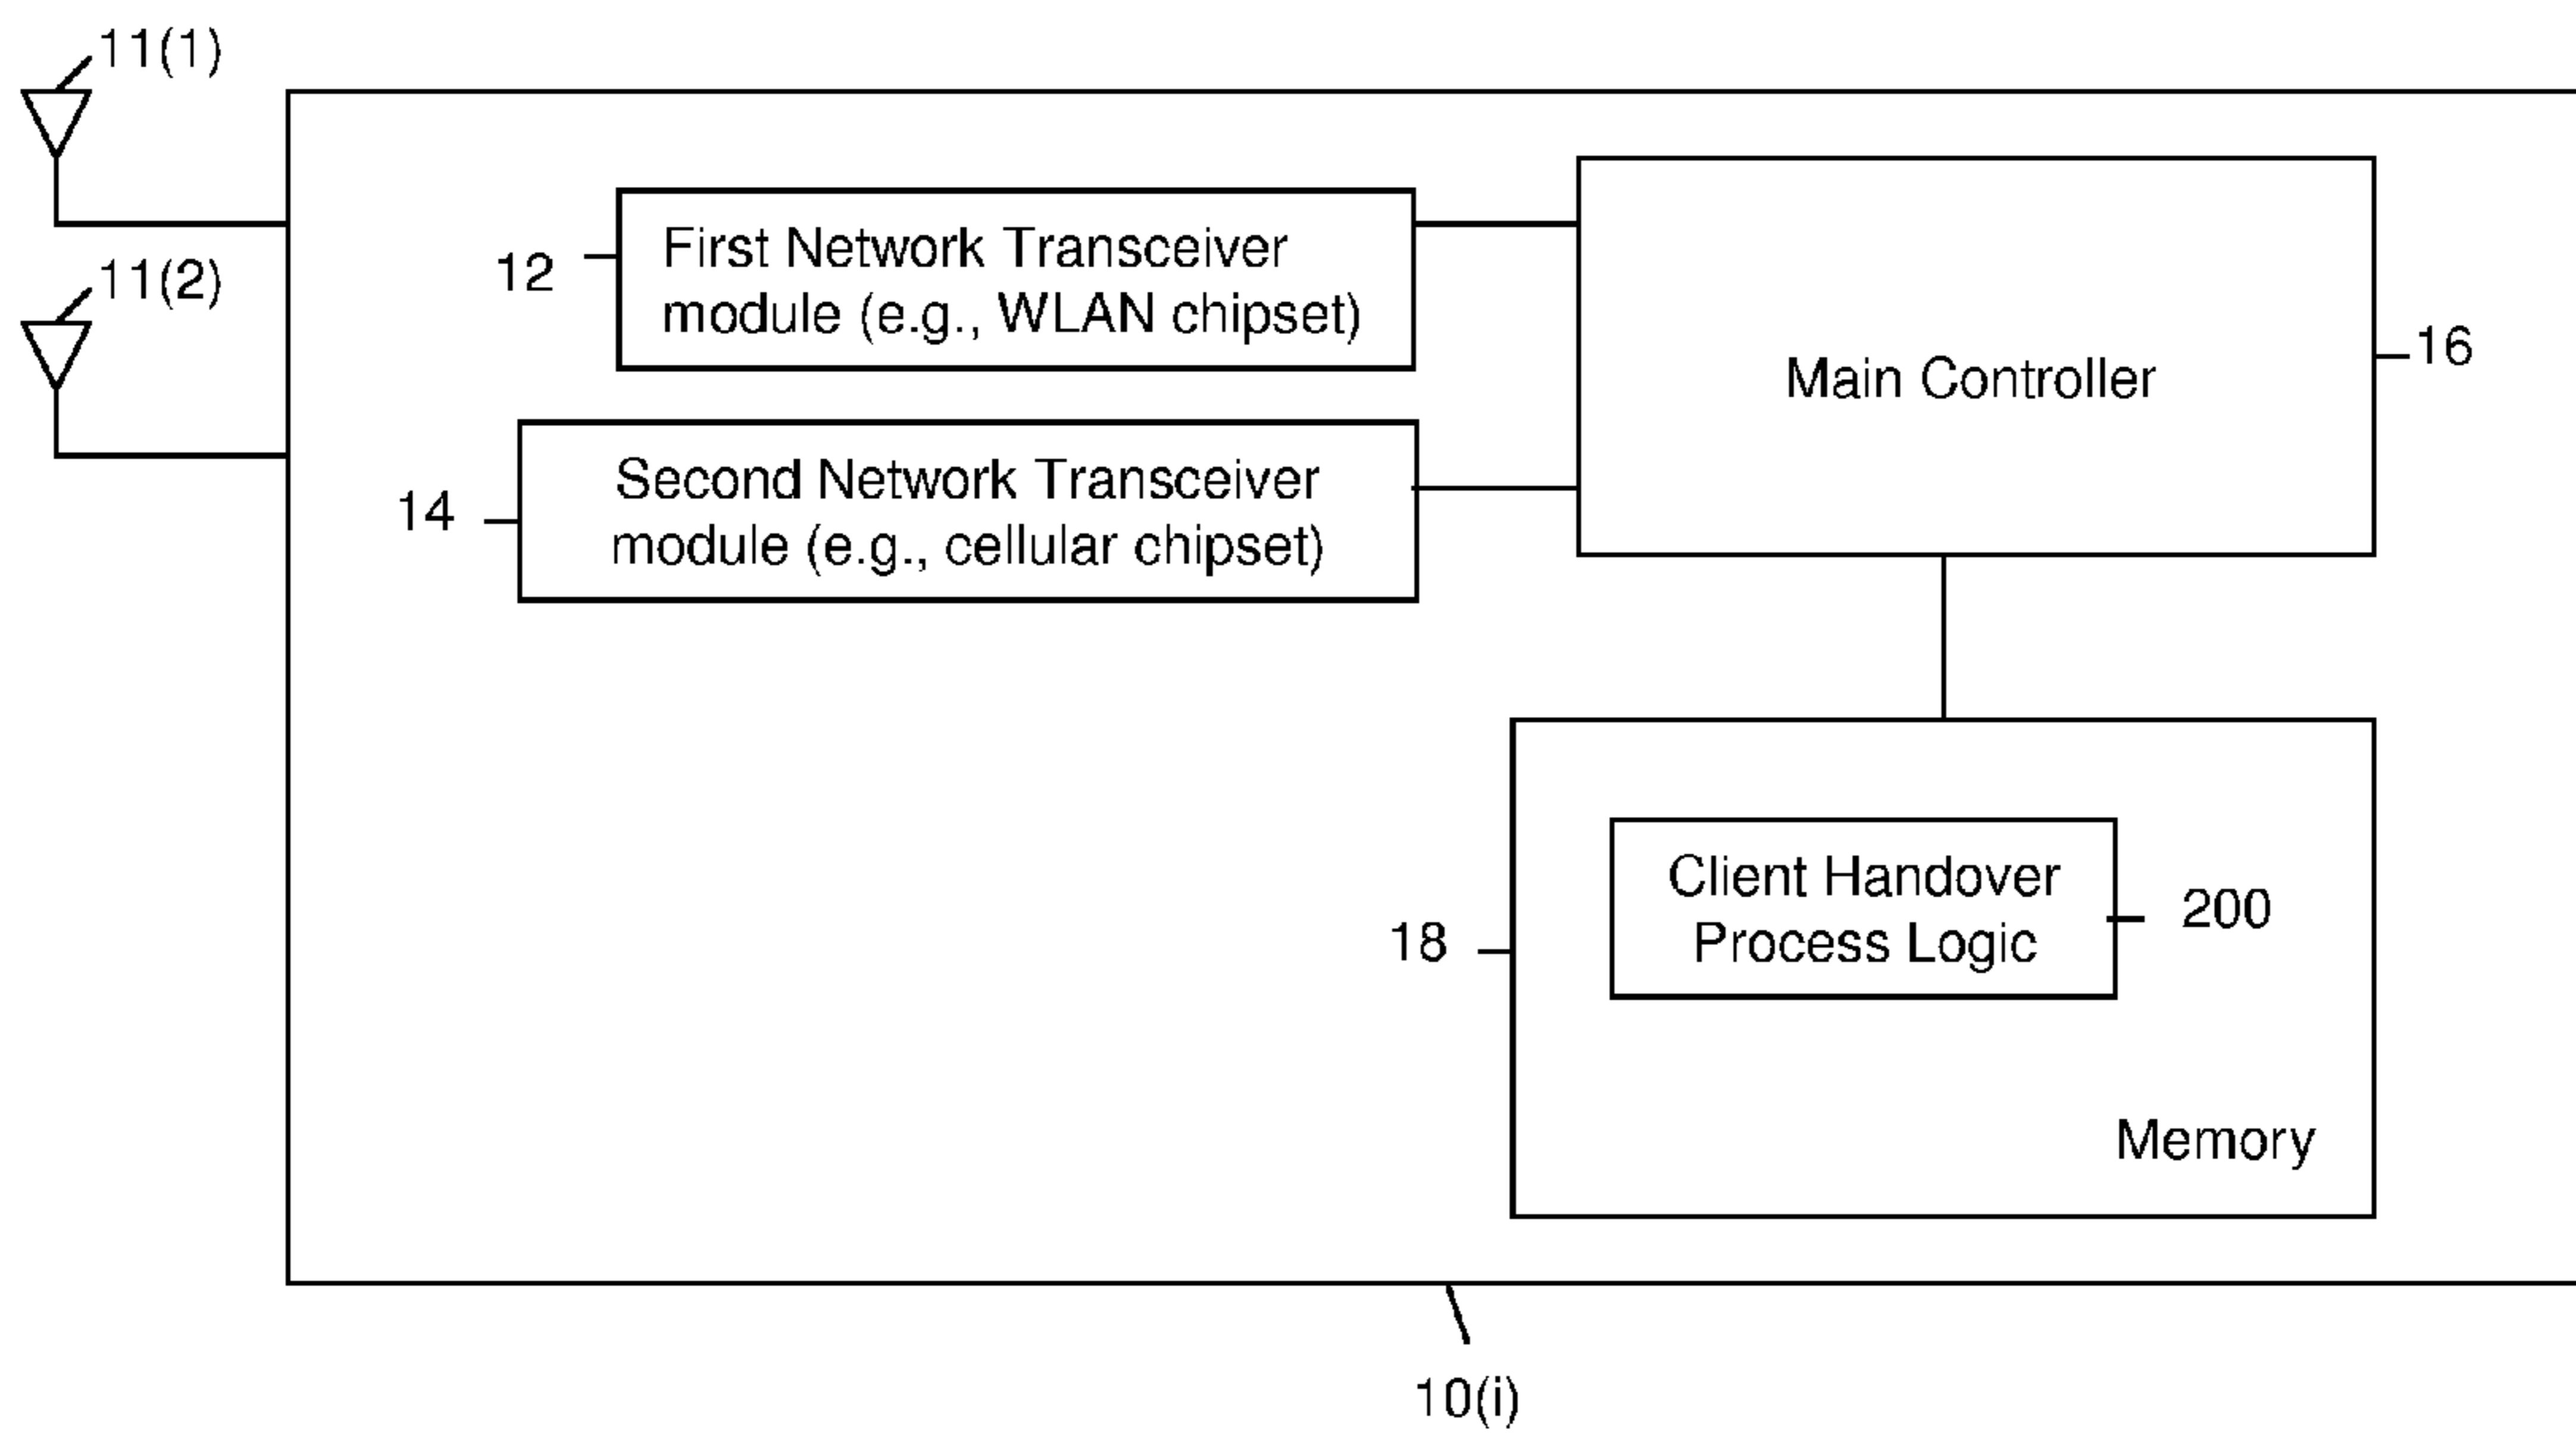 11(1)
11(2)
12
First Network Transceiver
module (e.g., WLAN chipset)
Main Controller
16
14
Second Network Transceiver
module (e.g., cellular chipset)
18
Client Handover
Process Logic
200
Memory
10(i)